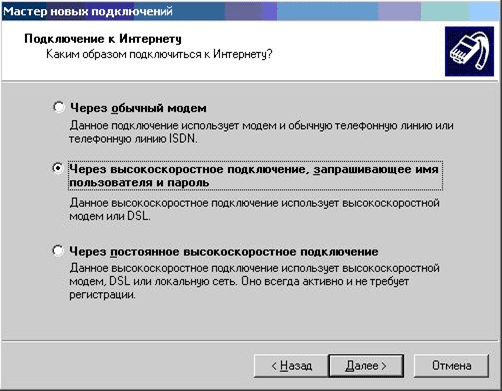 Мастер новых подключений
Подключение к Интернету
Каким образом подключиться к Интернету?
Через обычный модем
Данное подключение использует модем и обычную телефонную линию или
телефонную линию ISDN.
Через высокоскоростное подключение, запрашивающее имя
пользователя и пароль
Данное высокоскоростное подключение использует высокоскоростной
модем или DSL.
Через постоянное высокоскоростное подключение
Данное высокоскоростное подключение использует высокоскоростной
модем, DSL или локальную сеть. Оно всегда активно и не требует
регистрации.
< Назад Далее > Отмена